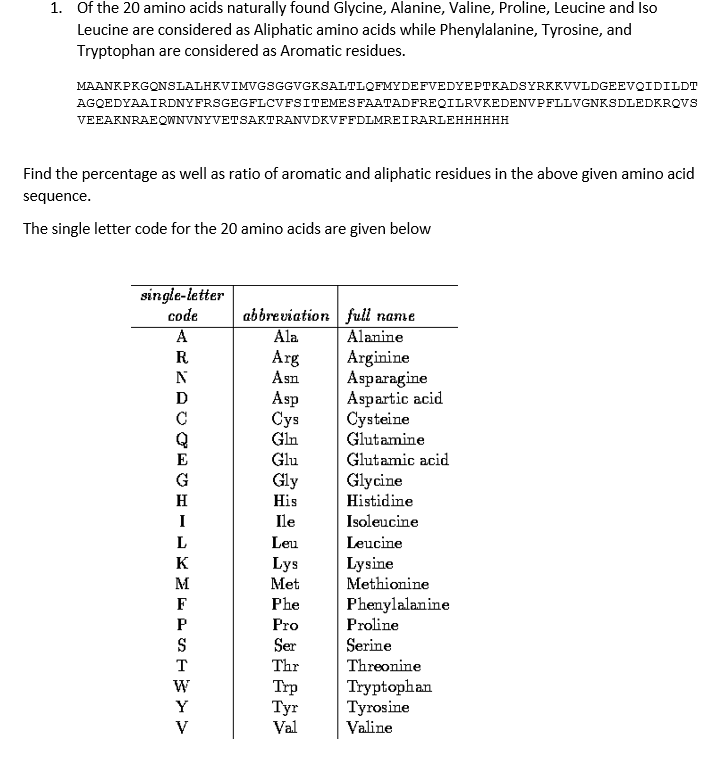 1. Of the 20 amino acids naturally found Glycine, Alanine, Valine, Proline, Leucine and Iso
Leucine are considered as Aliphatic amino acids while Phenylalanine, Tyrosine, and
Tryptophan are considered as Aromatic residues.
MAANKPKGQNSLALHKVIMVGSGGVGKSALTLQFMYDEFVEDYEPTKADSYRKKVVLDGEEVQIDILDT
AGQEDYAAIRDNYFRSGEGFLCVFSITEMESFAATADFREQILRVKEDENVPFLLVGNKSDLEDKRQVS
VEEAKNRAEQWNVNYVETSAKTRANVDKVFFDLMREIRARLEHHHHHH
Find the percentage as well as ratio of aromatic and aliphatic residues in the above given amino acid
sequence.
The single letter code for the 20 amino acids are given below
single-letter
code abbreviation full name
A Ala Alanine
R Arg Arginine
N Asn Asparagine
D Asp Aspartic acid
C Cys Cysteine
Q Gln Glutamine
E Glu Glutamic acid
G Gly Glycine
H His Histidine
I Ile Isoleucine
L Leu Leucine
K Lys Lysine
M Met Methionine
F Phe Phenylalanine
P Pro Proline
S Ser Serine
T Thr Threonine
W Trp Tryptophan
Y Tyr Tyrosine
V Val Valine